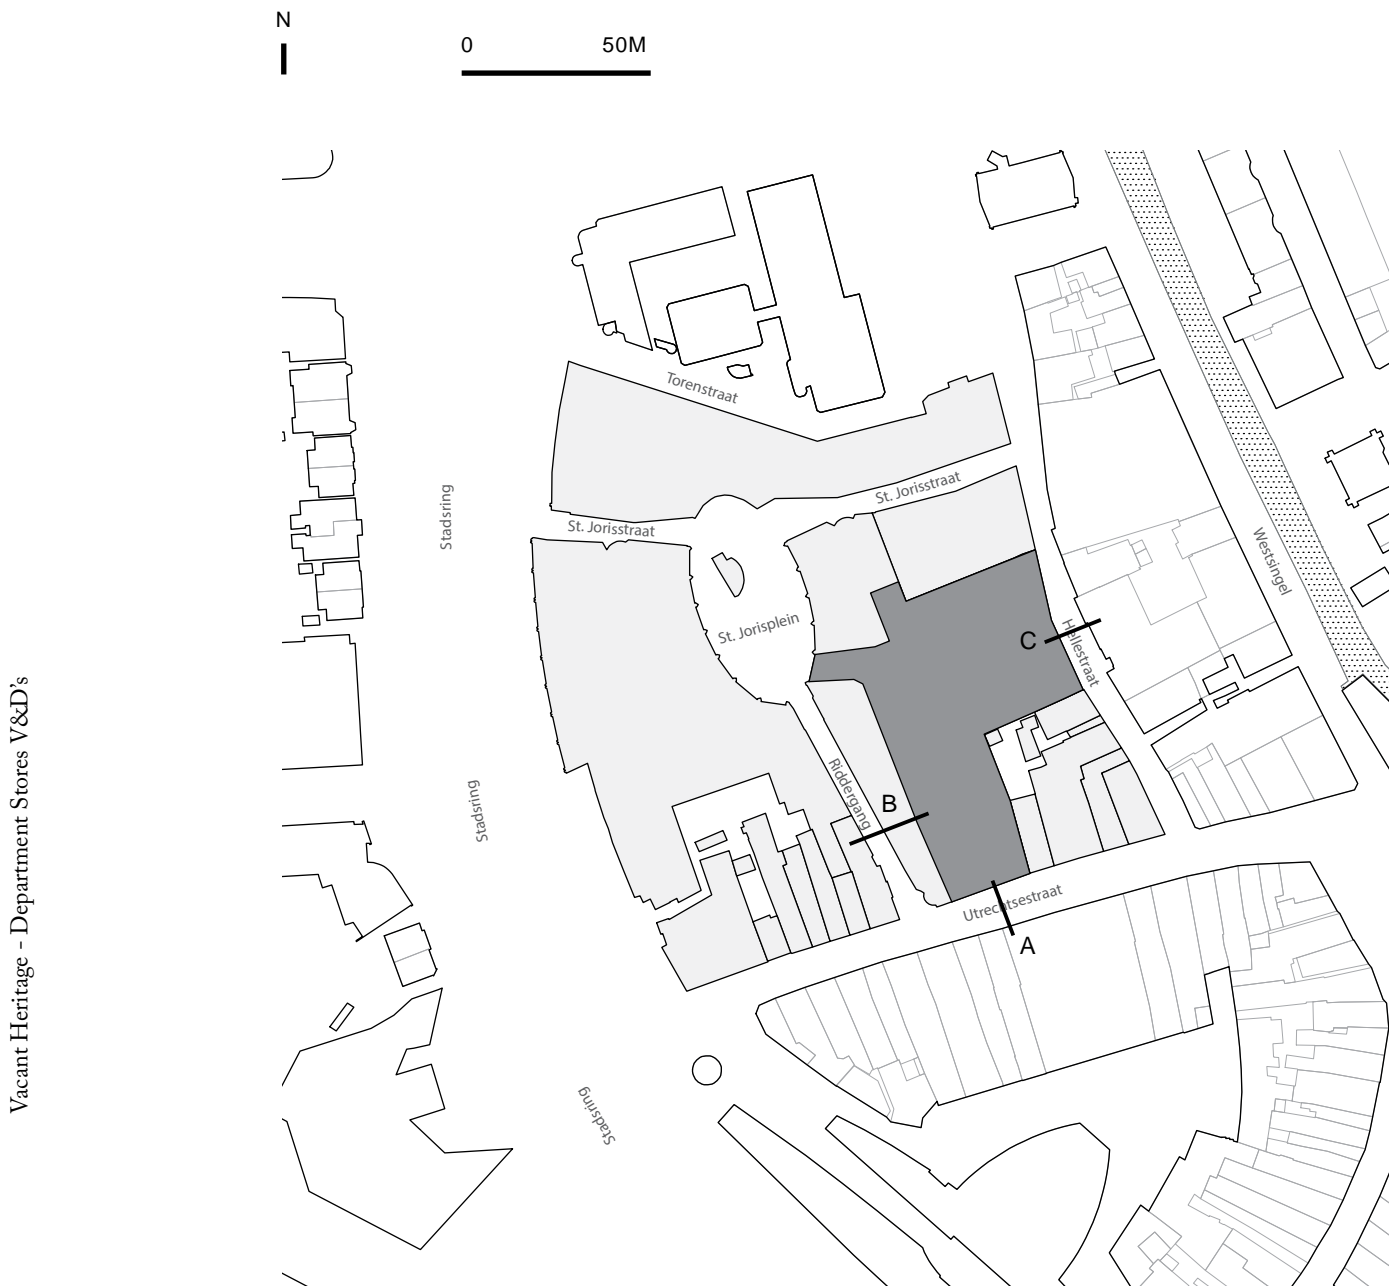 N
0 50M
Torenstraat
St. Jorisstraat
Stadsring
St. Jorisstraat
Westsingel
St. Jorisplein
C
Hellestraat
Vacant Heritage - Department Stores V&D's
Stadsring
Riddergang
B
Utrechtsestraat
A
Stadsring